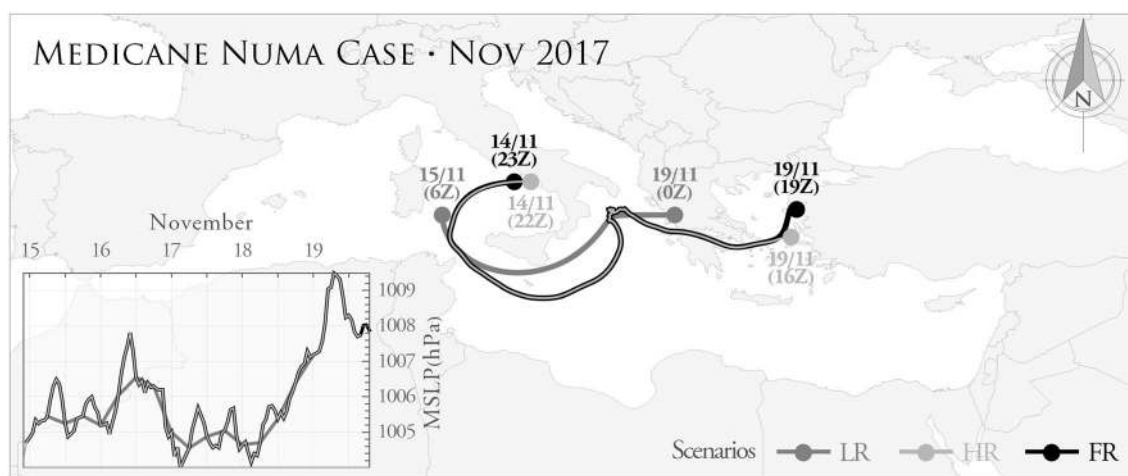 MEDICANE NUMA CASE · NOV 2017
N
14/11
(23Z)
15/11
(6Z)
14/11
(22Z)
19/11
(0Z)
19/11
(19Z)
19/11
(16Z)
November
15 16 17 18 19
1009
1008
1007
1006
1005
MSLP(hPa)
Scenarios LR HR FR